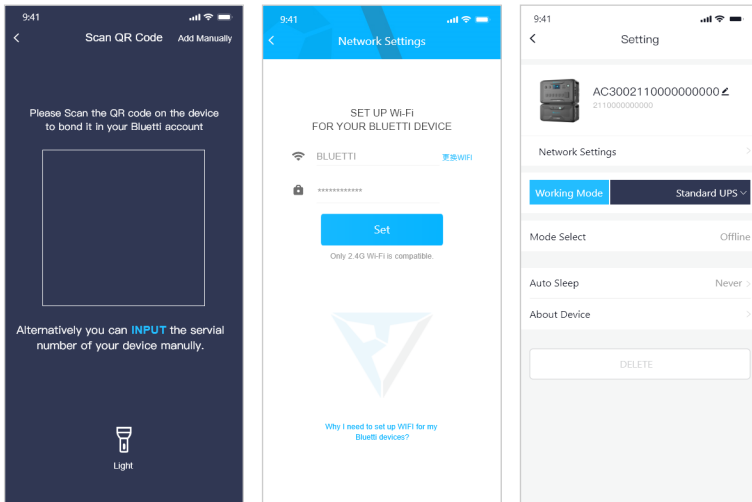 9:41
Scan QR Code
Add Manually
Please Scan the QR code on the device
to bond it in your Bluetti account
Alternatively you can INPUT the servial
number of your device manully.
Light
9:41
Network Settings
SET UP Wi-Fi
FOR YOUR BLUETTI DEVICE
BLUETTI
更换WIFI
************
Set
Only 2.4G Wi-Fi is compatible.
Why I need to set up WIFI for my
Bluetti devices?
9:41
Setting
AC3002110000000000
2110000000000
Network Settings
Working Mode
Standard UPS
Mode Select
Offline
Auto Sleep
Never
About Device
DELETE